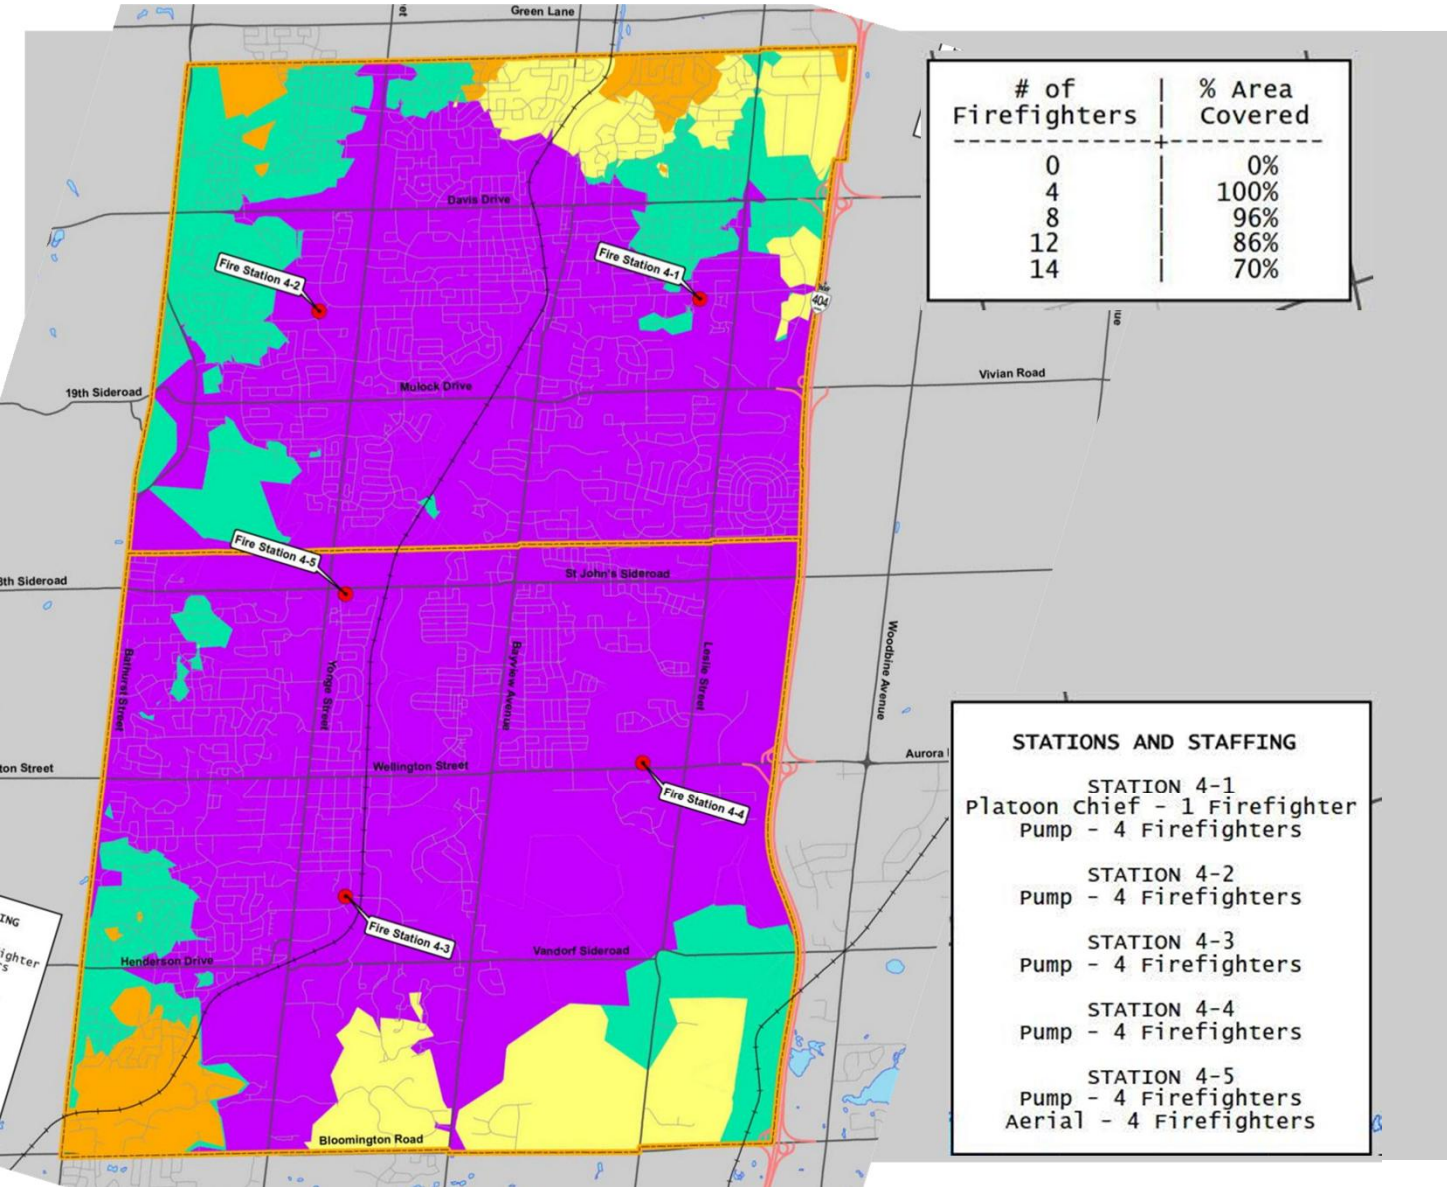 Green Lane
# of | % Area
Firefighters | Covered
------------+------------
0 | 0%
4 | 100%
8 | 96%
12 | 86%
14 | 70%
Davis Drive
Fire Station 4-2
Fire Station 4-1
404
19th Sideroad
Mulock Drive
Vivian Road
Fire Station 4-5
8th Sideroad
St John's Sideroad
Bathurst Street
Yonge Street
Bayview Avenue
Leslie Street
Woodbine Avenue
ton Street
Wellington Street
Aurora
Fire Station 4-4
Fire Station 4-3
Henderson Drive
Vandorf Sideroad
Bloomington Road
STATIONS AND STAFFING
STATION 4-1
Platoon Chief - 1 Firefighter
Pump - 4 Firefighters
STATION 4-2
Pump - 4 Firefighters
STATION 4-3
Pump - 4 Firefighters
STATION 4-4
Pump - 4 Firefighters
STATION 4-5
Pump - 4 Firefighters
Aerial - 4 Firefighters